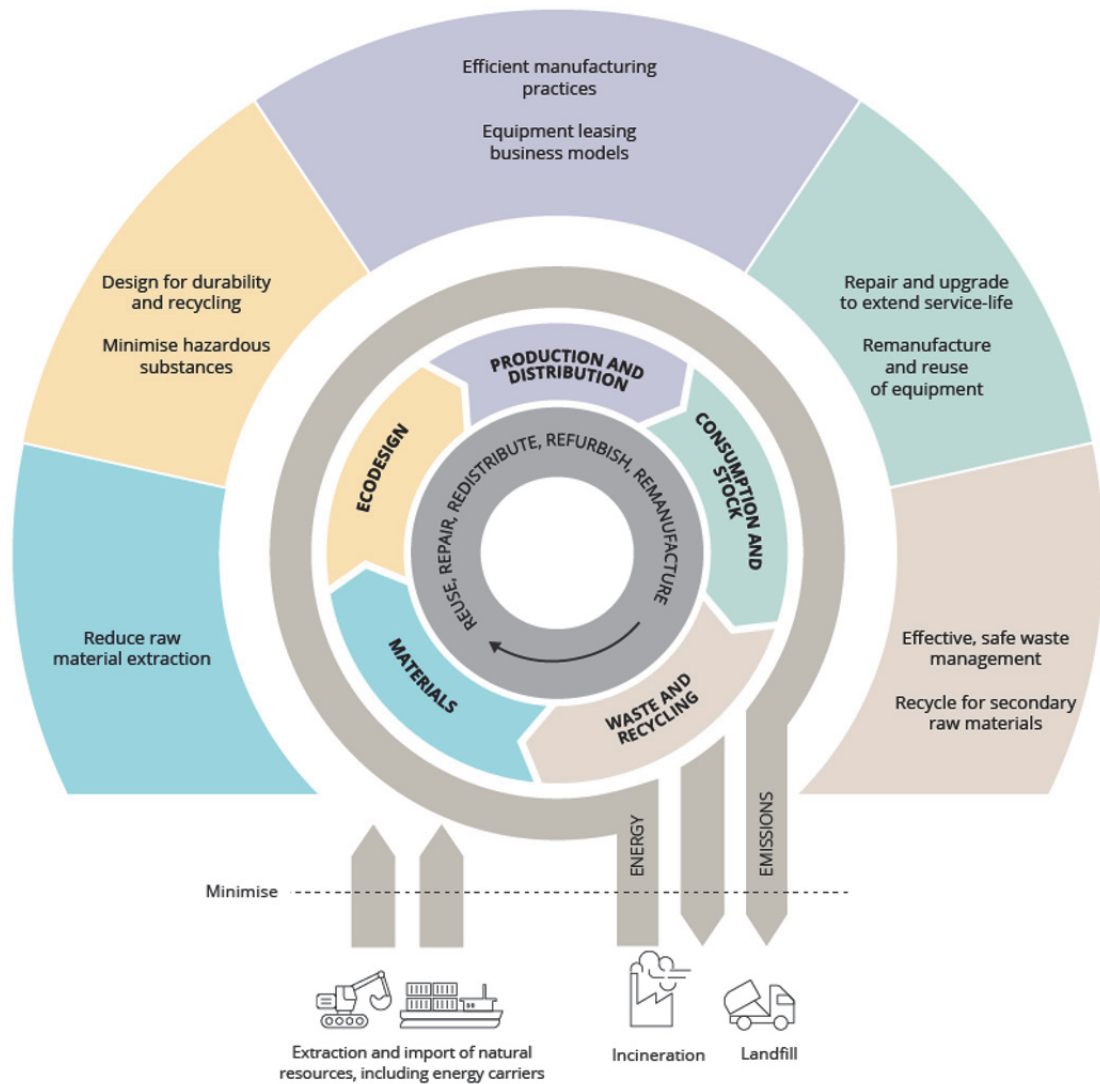 Efficient manufacturing
practices
Equipment leasing
business models
Design for durability
and recycling
Minimise hazardous
substances
Repair and upgrade
to extend service-life
Remanufacture
and reuse
of equipment
Reduce raw
material extraction
Effective, safe waste
management
Recycle for secondary
raw materials
PRODUCTION AND
DISTRIBUTION
CONSUMPTION AND
STOCK
WASTE AND
RECYCLING
MATERIALS
ECODESIGN
REUSE, REPAIR, REDISTRIBUTE, REFURBISH, REMANUFACTURE
ENERGY
EMISSIONS
Minimise
Extraction and import of natural
resources, including energy carriers
Incineration
Landfill